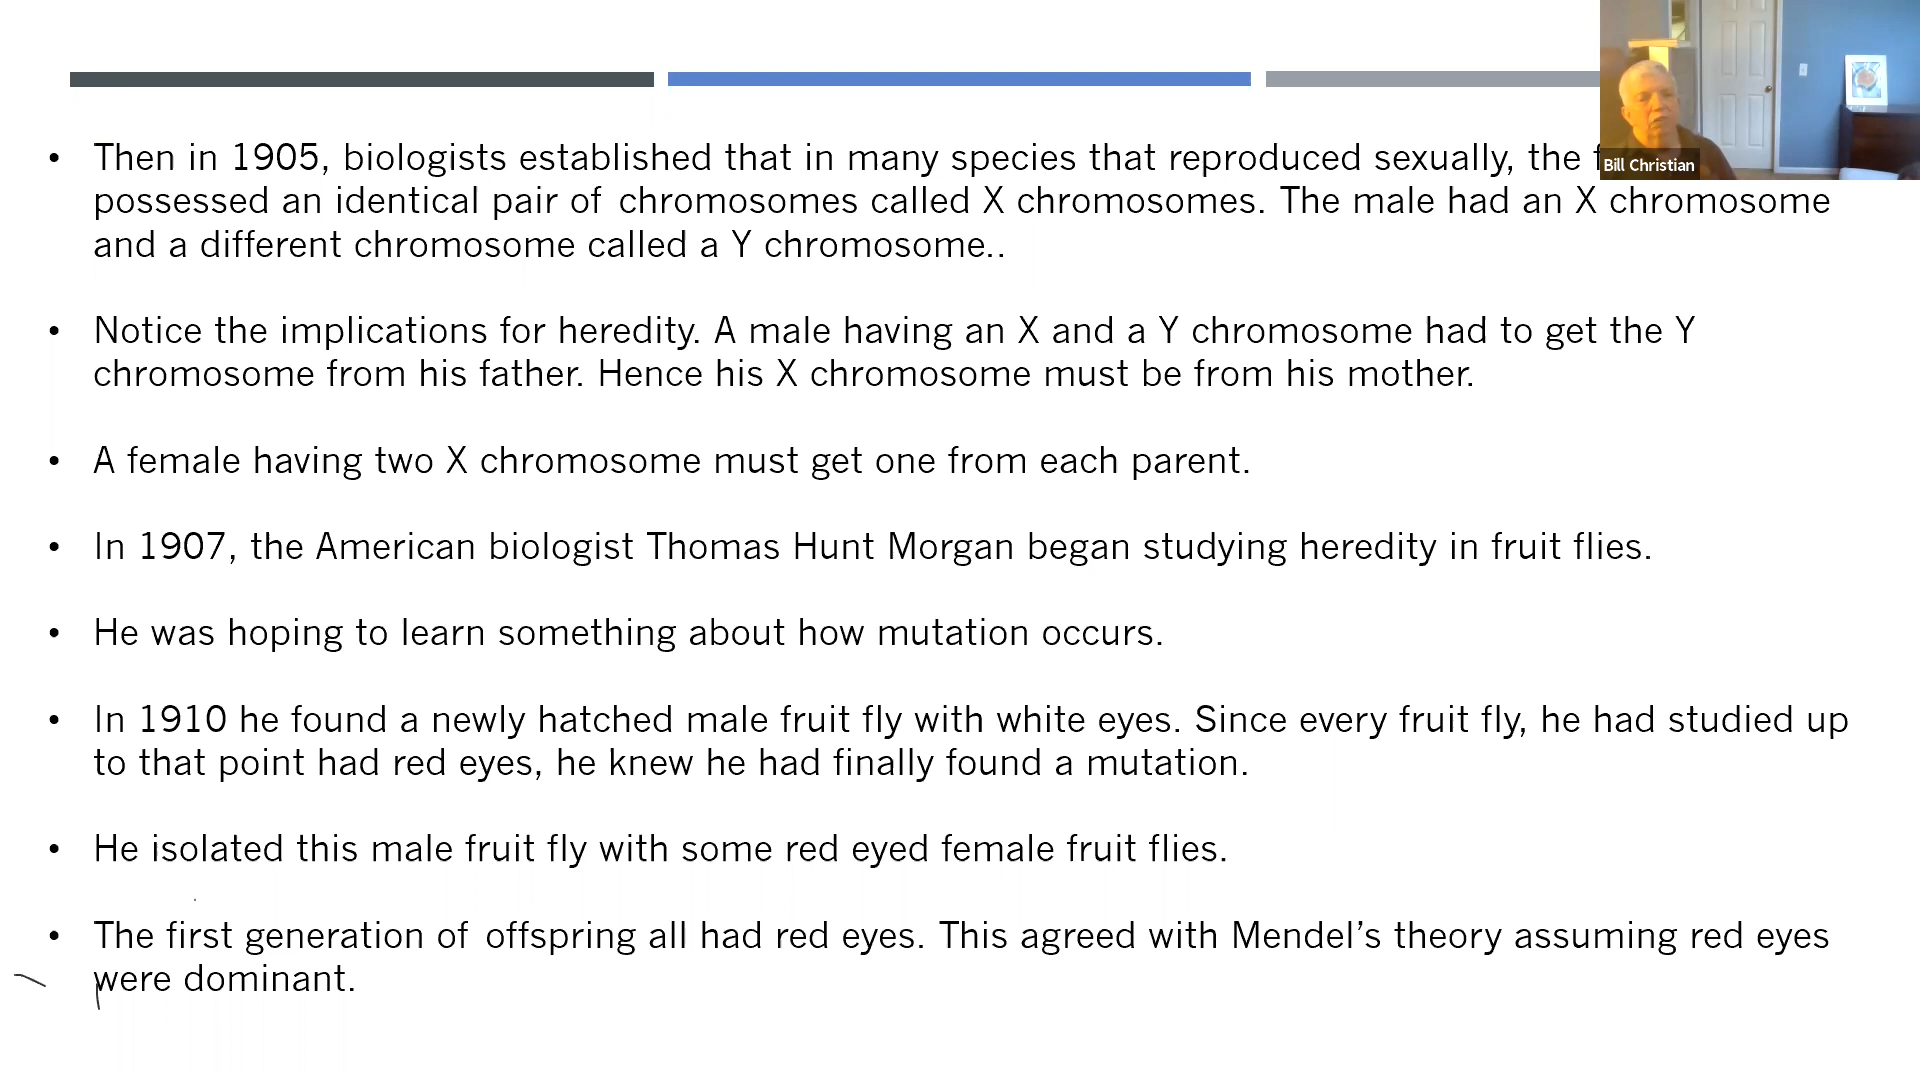 • Then in 1905, biologists established that in many species that reproduced sexually, the
possessed an identical pair of chromosomes called X chromosomes. The male had an X chromosome
and a different chromosome called a Y chromosome..
• Notice the implications for heredity. A male having an X and a Y chromosome had to get the Y
chromosome from his father. Hence his X chromosome must be from his mother.
• A female having two X chromosome must get one from each parent.
• In 1907, the American biologist Thomas Hunt Morgan began studying heredity in fruit flies.
• He was hoping to learn something about how mutation occurs.
• In 1910 he found a newly hatched male fruit fly with white eyes. Since every fruit fly, he had studied up
to that point had red eyes, he knew he had finally found a mutation.
• He isolated this male fruit fly with some red eyed female fruit flies.
• The first generation of offspring all had red eyes. This agreed with Mendel’s theory assuming red eyes
were dominant.
Bill Christian